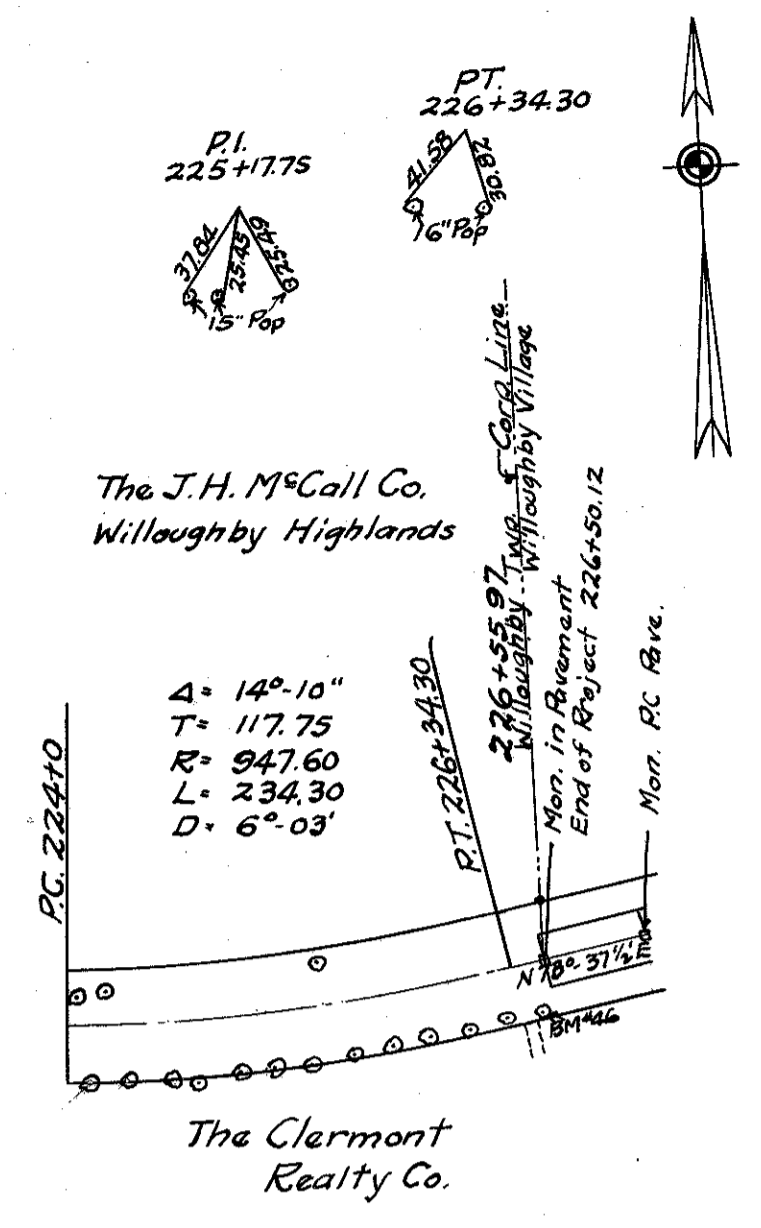 PT.
226+34.30
41.58
30.82
16" Pop
P.I.
225+17.75
37.84
25.45
25.49
15" Pop
The J.H. McCall Co.
Willoughby Highlands
Δ= 14°-10"
T= 117.75
R= 947.60
L= 234.30
D= 6°-03'
P.C. 224+0
P.T. 226+34.30
226+55.97
Willoughby Twp. & Corp. Line
Willoughby Village
Mon. in Pavement
End of Project 226+50.12
Mon. P.C. Pave.
N 78°-37½' E
BM#46
The Clermont
Realty Co.